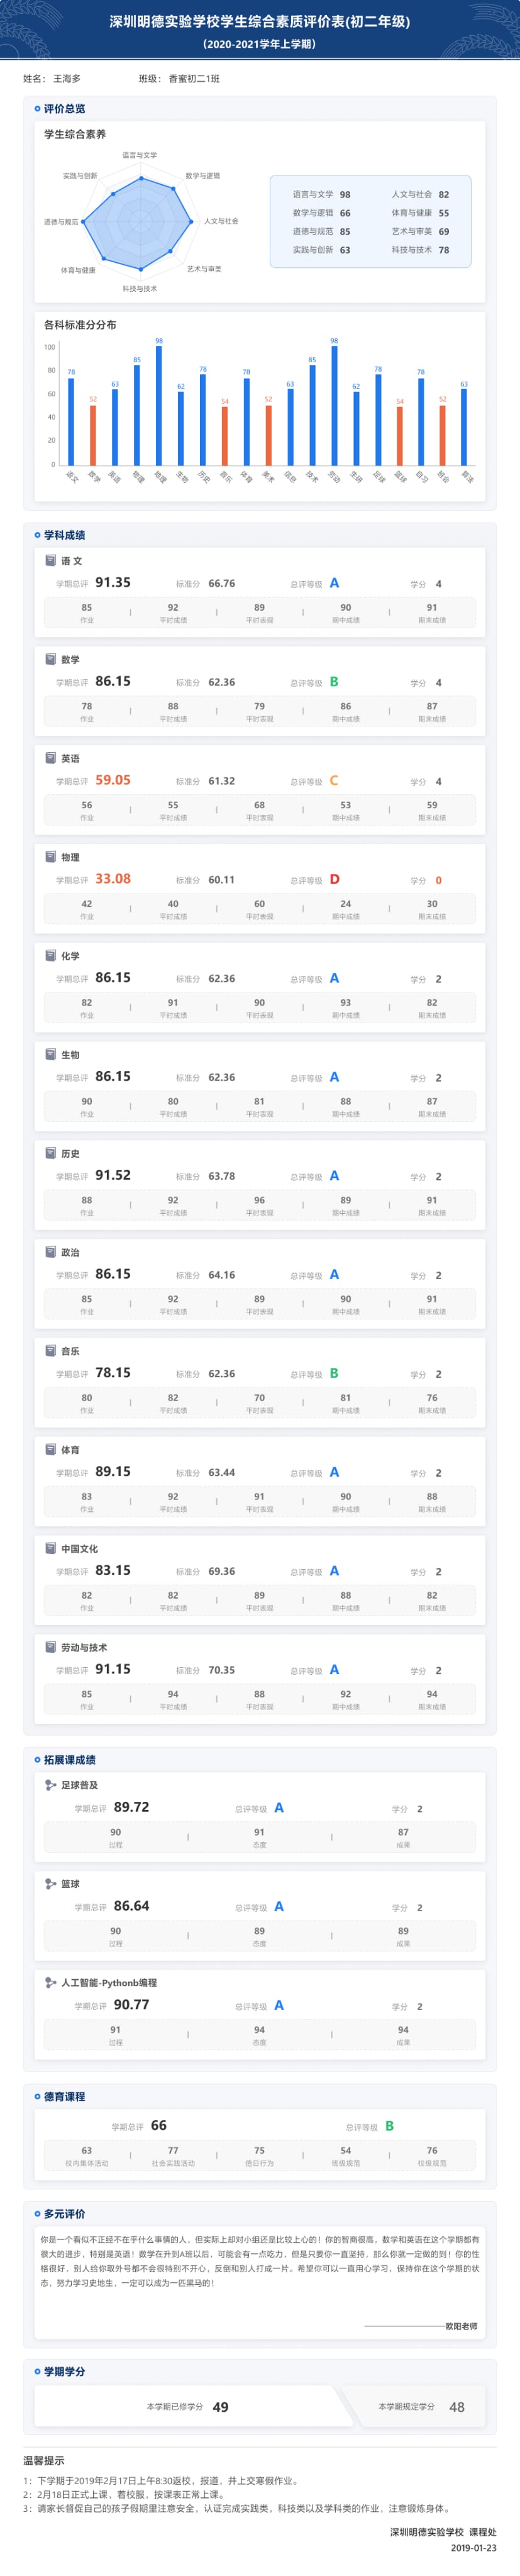 深圳明德实验学校学生综合素质评价表(初二年级)
（2020-2021学年上学期）
姓名： 王海多 班级： 香蜜初二1班
评价总览
学生综合素养
语言与文学
实践与创新 数学与逻辑
道德与规范 人文与社会
体育与健康 艺术与审美
科技与技术
语言与文学 98 人文与社会 82
数学与逻辑 66 体育与健康 55
道德与规范 85 艺术与审美 69
实践与创新 63 科技与技术 78
各科标准分分布
100
80
60
40
20
0
78 52 63 85 98 62 78 54 78 52 63 85 98 62 78 54 78 52 63
语文 数学 英语 物理 地理 生物 历史 音乐 体育 美术 信息 技术 劳动 生研 足球 篮球 自习 班会 算法
学科成绩
语 文
学期总评 91.35 标准分 66.76 总评等级 A 学分 4
85 | 92 | 89 | 90 | 91
作业 平时成绩 平时表现 期中成绩 期末成绩
数学
学期总评 86.15 标准分 62.36 总评等级 B 学分 4
78 | 88 | 79 | 86 | 87
作业 平时成绩 平时表现 期中成绩 期末成绩
英语
学期总评 59.05 标准分 61.32 总评等级 C 学分 4
56 | 55 | 68 | 53 | 59
作业 平时成绩 平时表现 期中成绩 期末成绩
物理
学期总评 33.08 标准分 60.11 总评等级 D 学分 0
42 | 40 | 60 | 24 | 30
作业 平时成绩 平时表现 期中成绩 期末成绩
化学
学期总评 86.15 标准分 62.36 总评等级 A 学分 2
82 | 91 | 90 | 93 | 82
作业 平时成绩 平时表现 期中成绩 期末成绩
生物
学期总评 86.15 标准分 62.36 总评等级 A 学分 2
90 | 80 | 81 | 88 | 87
作业 平时成绩 平时表现 期中成绩 期末成绩
历史
学期总评 91.52 标准分 63.78 总评等级 A 学分 2
88 | 92 | 96 | 89 | 91
作业 平时成绩 平时表现 期中成绩 期末成绩
政治
学期总评 86.15 标准分 64.16 总评等级 A 学分 2
85 | 92 | 89 | 90 | 91
作业 平时成绩 平时表现 期中成绩 期末成绩
音乐
学期总评 78.15 标准分 62.36 总评等级 B 学分 2
80 | 82 | 70 | 81 | 76
作业 平时成绩 平时表现 期中成绩 期末成绩
体育
学期总评 89.15 标准分 63.44 总评等级 A 学分 2
83 | 92 | 91 | 90 | 88
作业 平时成绩 平时表现 期中成绩 期末成绩
中国文化
学期总评 83.15 标准分 69.36 总评等级 A 学分 2
82 | 82 | 89 | 88 | 82
作业 平时成绩 平时表现 期中成绩 期末成绩
劳动与技术
学期总评 91.15 标准分 70.35 总评等级 A 学分 2
85 | 94 | 88 | 92 | 94
作业 平时成绩 平时表现 期中成绩 期末成绩
拓展课成绩
足球普及
学期总评 89.72 总评等级 A 学分 2
90 | 91 | 87
过程 态度 成果
篮球
学期总评 86.64 总评等级 A 学分 2
90 | 89 | 89
过程 态度 成果
人工智能-Pythonb编程
学期总评 90.77 总评等级 A 学分 2
91 | 94 | 94
过程 态度 成果
德育课程
学期总评 66 总评等级 B
63 | 77 | 75 | 54 | 76
校内集体活动 社会实践活动 值日行为 班级规范 校级规范
多元评价
你是一个看似不正经不在乎什么事情的人，但实际上却对小组还是比较上心的！你的智商很高，数学和英语在这个学期都有
很大的进步，特别是英语！数学在升到A班以后，可能会有一点吃力，但是只要你一直坚持，那么你就一定做的到！你的性
格很好，别人给你取外号都不会很特别不开心，反倒和别人打成一片。希望你可以一直用心学习，保持你在这个学期的状
态，努力学习史地生，一定可以成为一匹黑马的！
——————————欧阳老师
学期学分
本学期已修学分 49 本学期规定学分 48
温馨提示
1：下学期于2019年2月17日上午8:30返校，报道，并上交寒假作业。
2：2月18日正式上课，着校服，按课表正常上课。
3：请家长督促自己的孩子假期里注意安全，认证完成实践类，科技类以及学科类的作业，注意锻炼身体。
深圳明德实验学校 课程处
2019-01-23